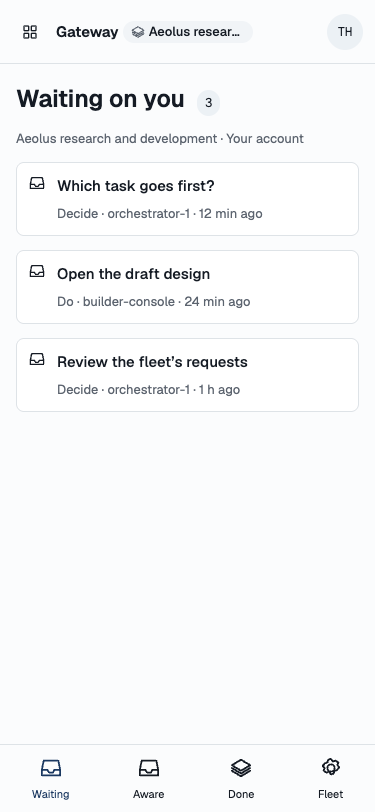 Gateway
Aeolus resear...
TH
Waiting on you
3
Aeolus research and development · Your account
Which task goes first?
Decide · orchestrator-1 · 12 min ago
Open the draft design
Do · builder-console · 24 min ago
Review the fleet’s requests
Decide · orchestrator-1 · 1 h ago
Waiting
Aware
Done
Fleet